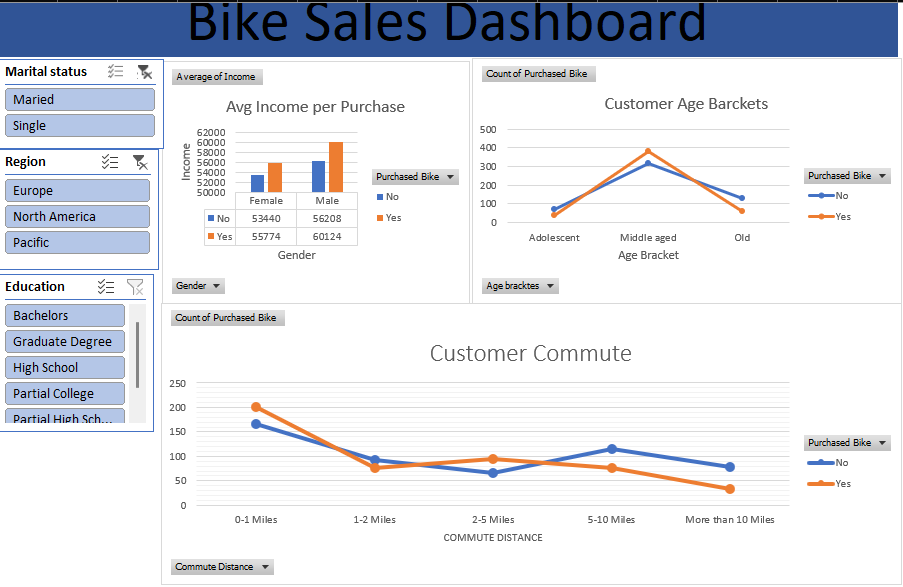 Bike Sales Dashboard
Marital status
Maried
Single
Region
Europe
North America
Pacific
Education
Bachelors
Graduate Degree
High School
Partial College
Partial High Sch...
Average of Income
Avg Income per Purchase
Income
62000
60000
58000
56000
54000
52000
50000
Female Male
No 53440 56208
Yes 55774 60124
Gender
Purchased Bike
No
Yes
Gender
Count of Purchased Bike
Customer Age Barckets
500
400
300
200
100
0
Adolescent Middle aged Old
Age Bracket
Purchased Bike
No
Yes
Age bracktes
Count of Purchased Bike
Customer Commute
250
200
150
100
50
0
0-1 Miles 1-2 Miles 2-5 Miles 5-10 Miles More than 10 Miles
COMMUTE DISTANCE
Purchased Bike
No
Yes
Commute Distance